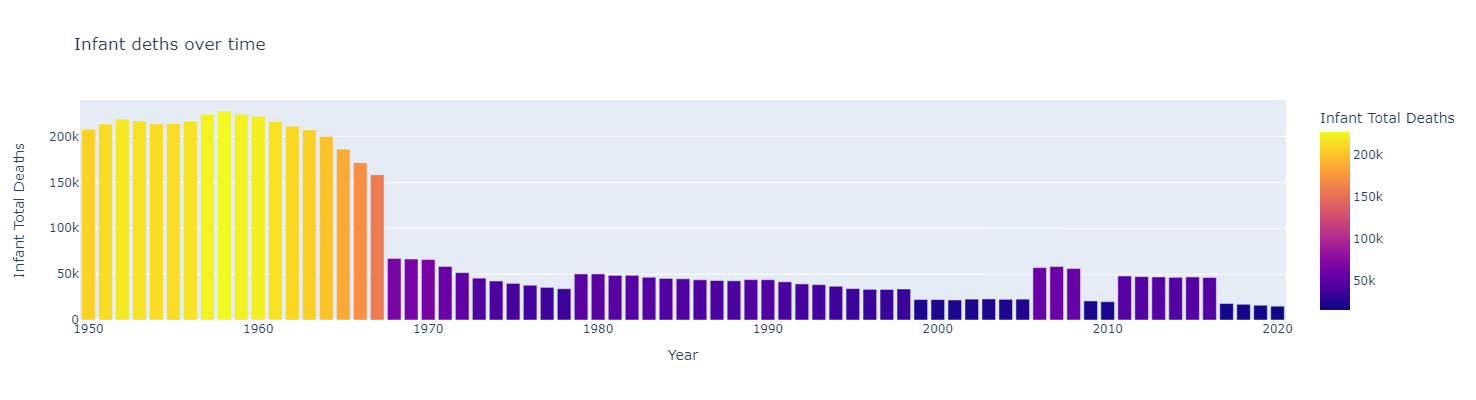 Infant deths over time
Infant Total Deaths
200k
150k
100k
50k
0
1950
1960
1970
1980
1990
2000
2010
2020
Year
Infant Total Deaths
200k
150k
100k
50k